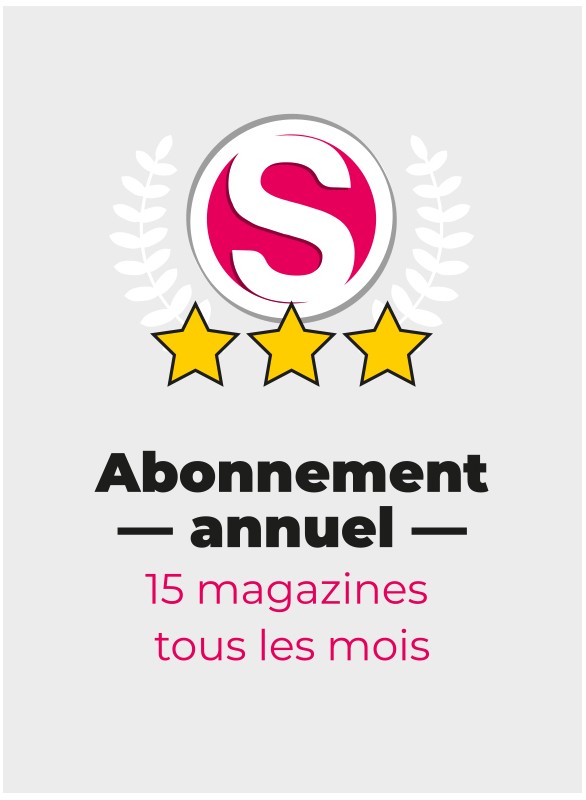 S
Abonnement
— annuel —
15 magazines
tous les mois